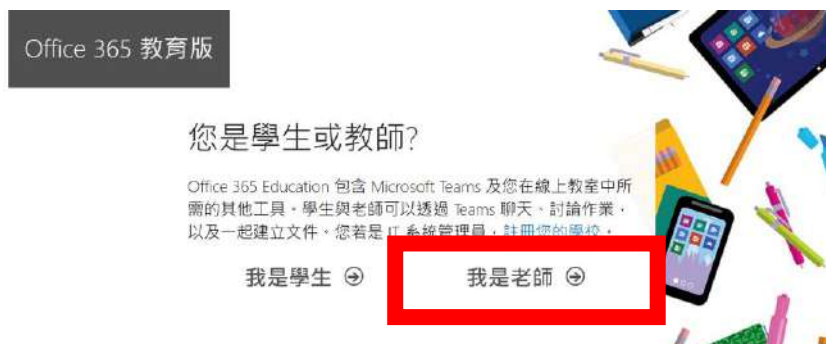 Office 365 教育版
您是學生或教師?
Office 365 Education 包含 Microsoft Teams 及您在線上教室中所
需的其他工具。學生與老師可以透過 Teams 聊天、討論作業，
以及一起建立文件。您若是 IT 系統管理員，註冊您的學校。
我是學生
我是老師